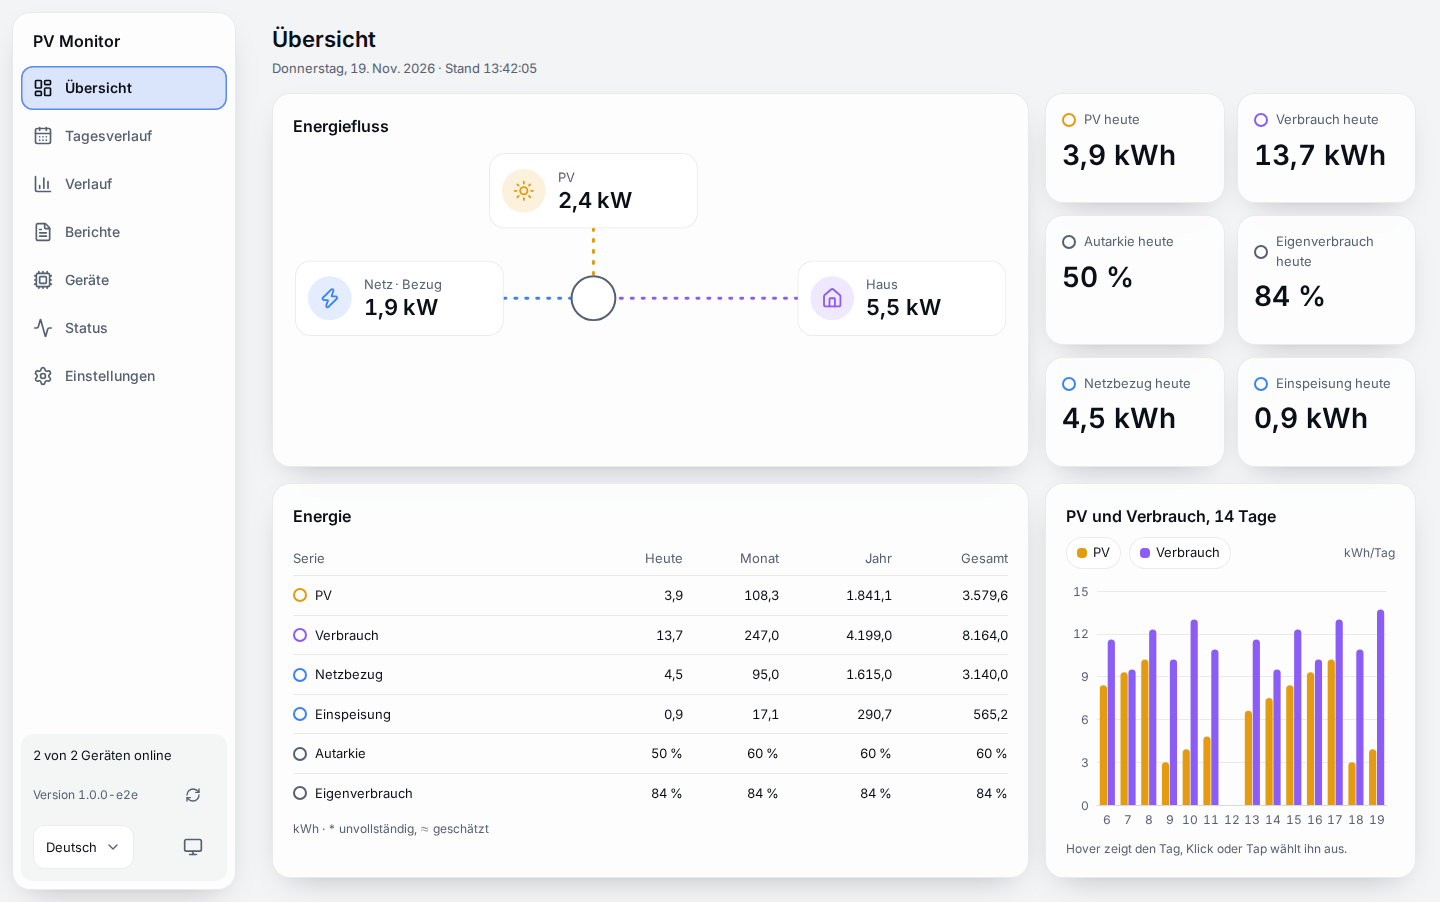 PV Monitor
Übersicht
Tagesverlauf
Verlauf
Berichte
Geräte
Status
Einstellungen
2 von 2 Geräten online
Version 1.0.0-e2e
Deutsch
Übersicht
Donnerstag, 19. Nov. 2026 · Stand 13:42:05
Energiefluss
PV
2,4 kW
Netz · Bezug
1,9 kW
Haus
5,5 kW
PV heute
3,9 kWh
Verbrauch heute
13,7 kWh
Autarkie heute
50 %
Eigenverbrauch
heute
84 %
Netzbezug heute
4,5 kWh
Einspeisung heute
0,9 kWh
Energie
Serie Heute Monat Jahr Gesamt
PV 3,9 108,3 1.841,1 3.579,6
Verbrauch 13,7 247,0 4.199,0 8.164,0
Netzbezug 4,5 95,0 1.615,0 3.140,0
Einspeisung 0,9 17,1 290,7 565,2
Autarkie 50 % 60 % 60 % 60 %
Eigenverbrauch 84 % 84 % 84 % 84 %
kWh · * unvollständig, ≈ geschätzt
PV und Verbrauch, 14 Tage
PV Verbrauch kWh/Tag
15
12
9
6
3
0
6 7 8 9 10 11 12 13 14 15 16 17 18 19
Hover zeigt den Tag, Klick oder Tap wählt ihn aus.